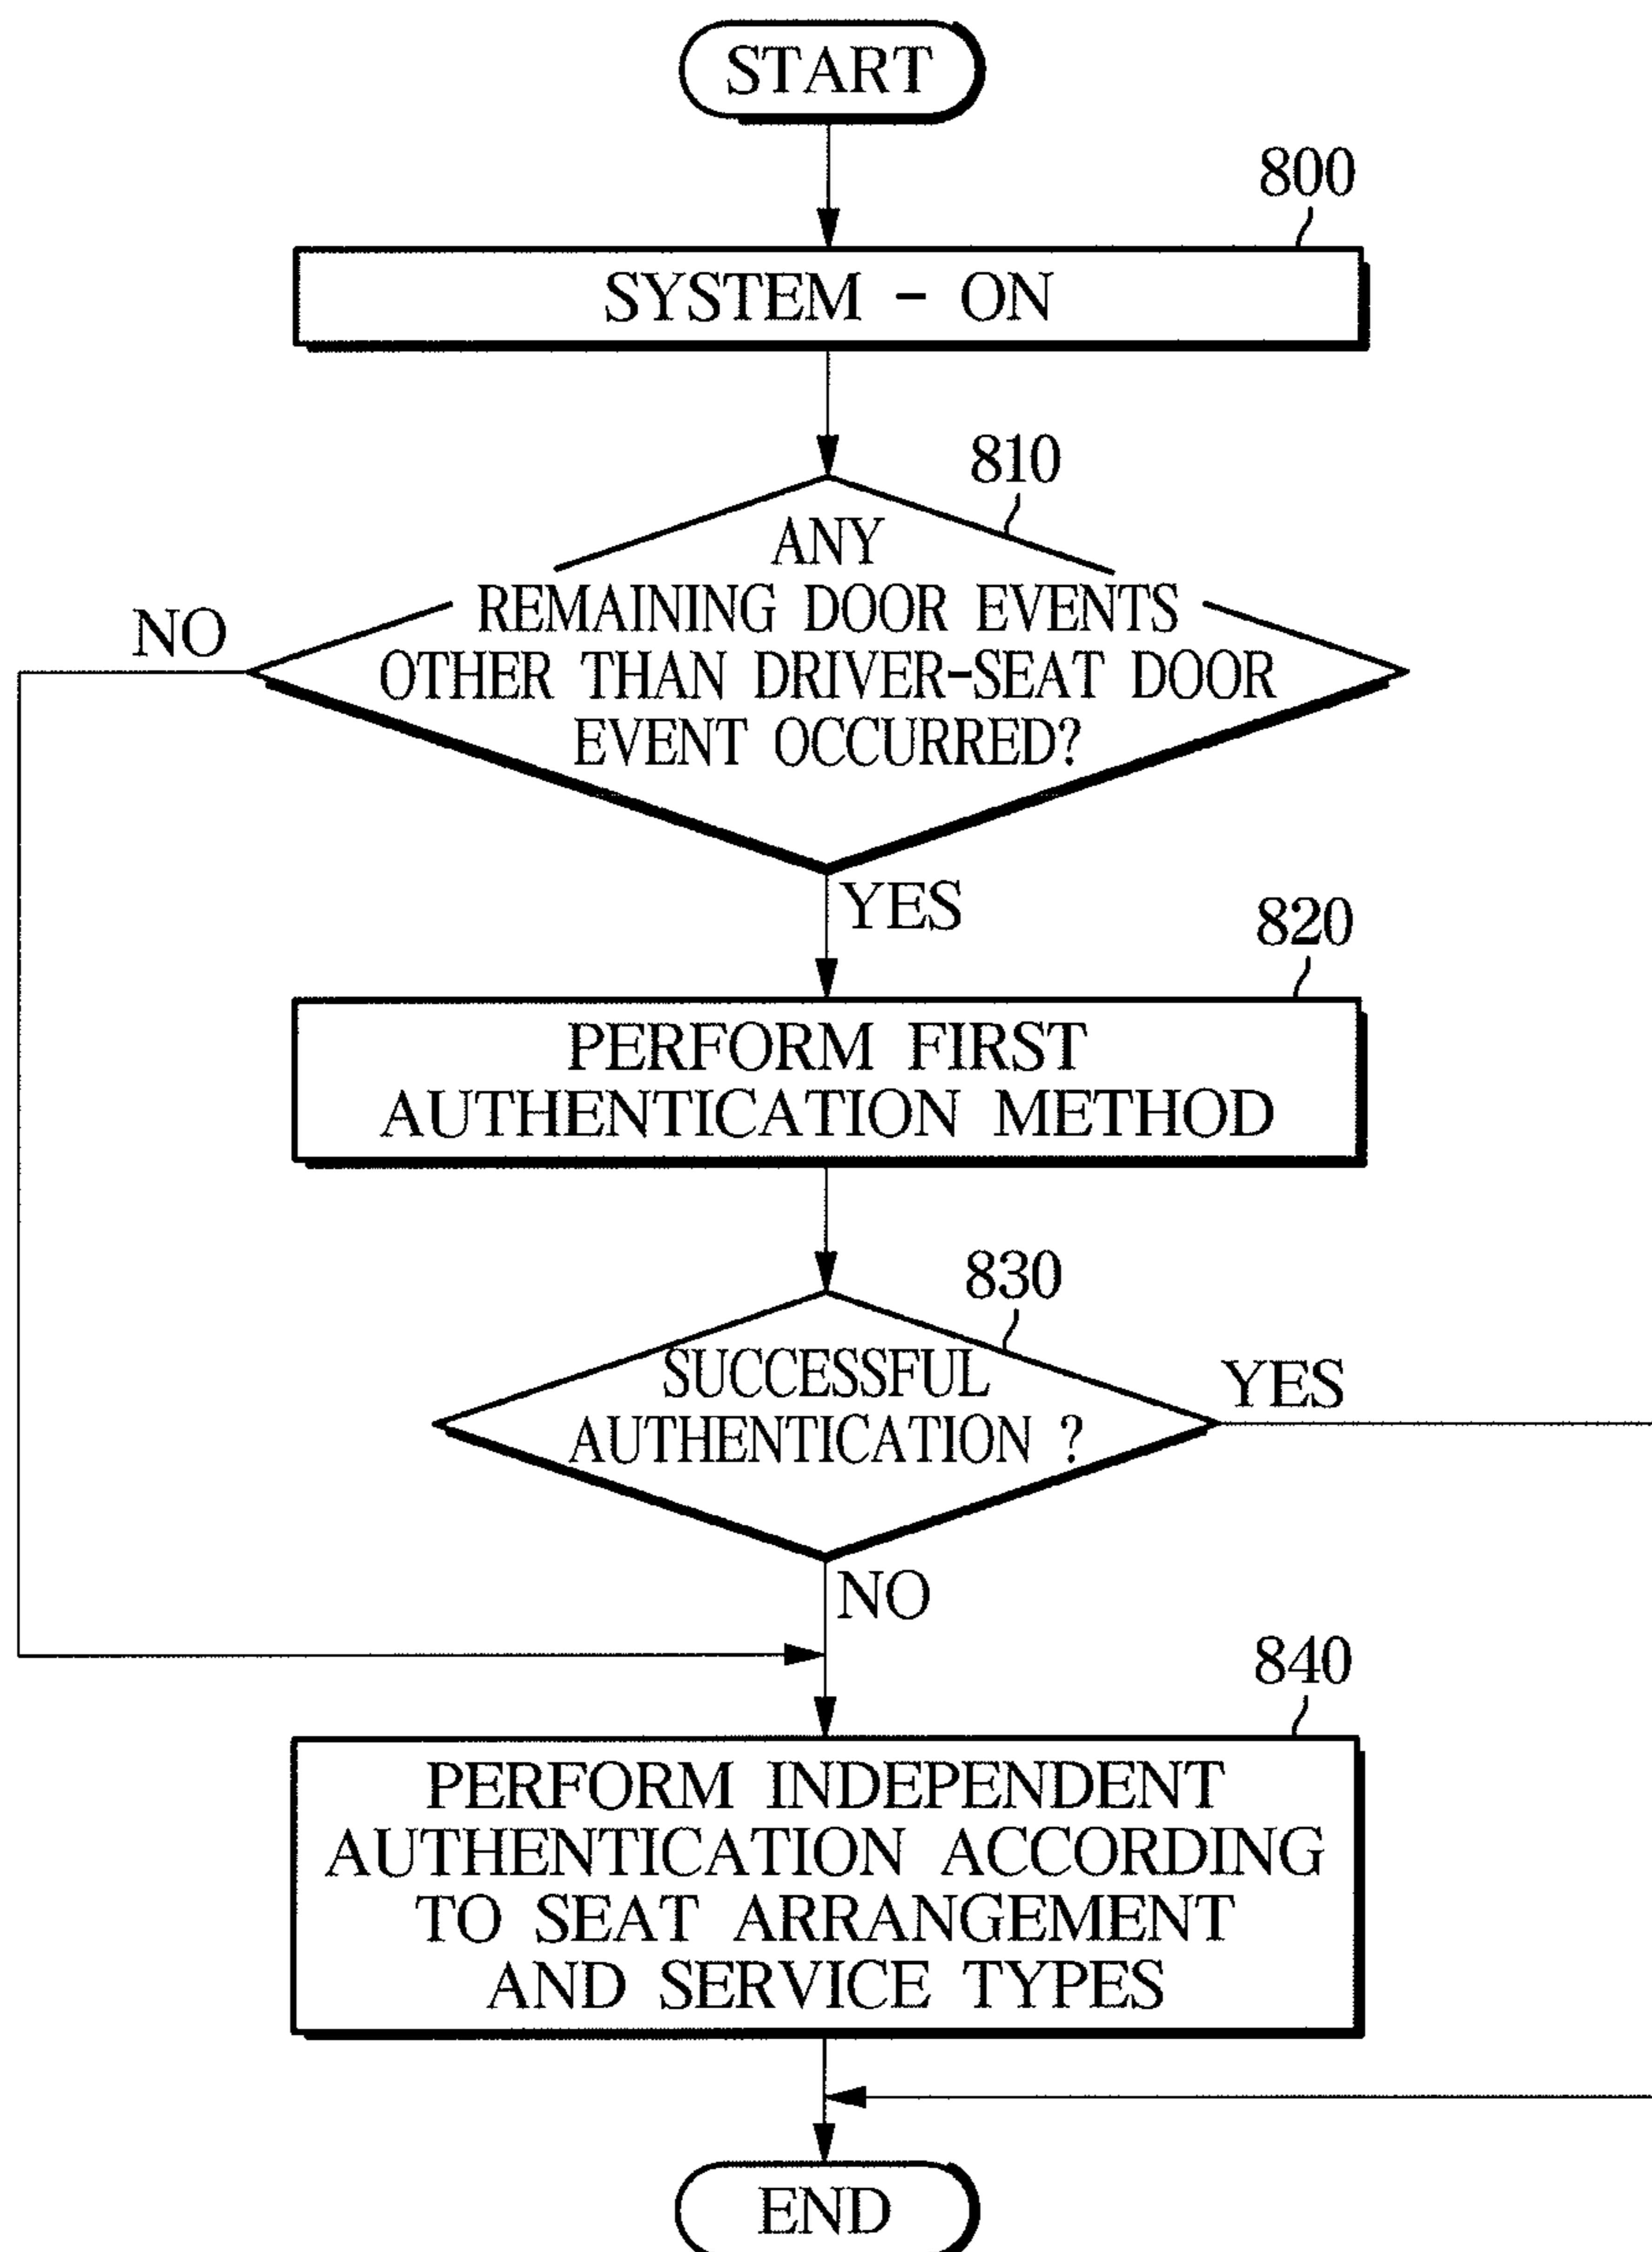 START
800
SYSTEM - ON
810
ANY
REMAINING DOOR EVENTS
OTHER THAN DRIVER-SEAT DOOR
EVENT OCCURRED?
NO
YES
820
PERFORM FIRST
AUTHENTICATION METHOD
830
SUCCESSFUL
AUTHENTICATION ?
YES
NO
840
PERFORM INDEPENDENT
AUTHENTICATION ACCORDING
TO SEAT ARRANGEMENT
AND SERVICE TYPES
END